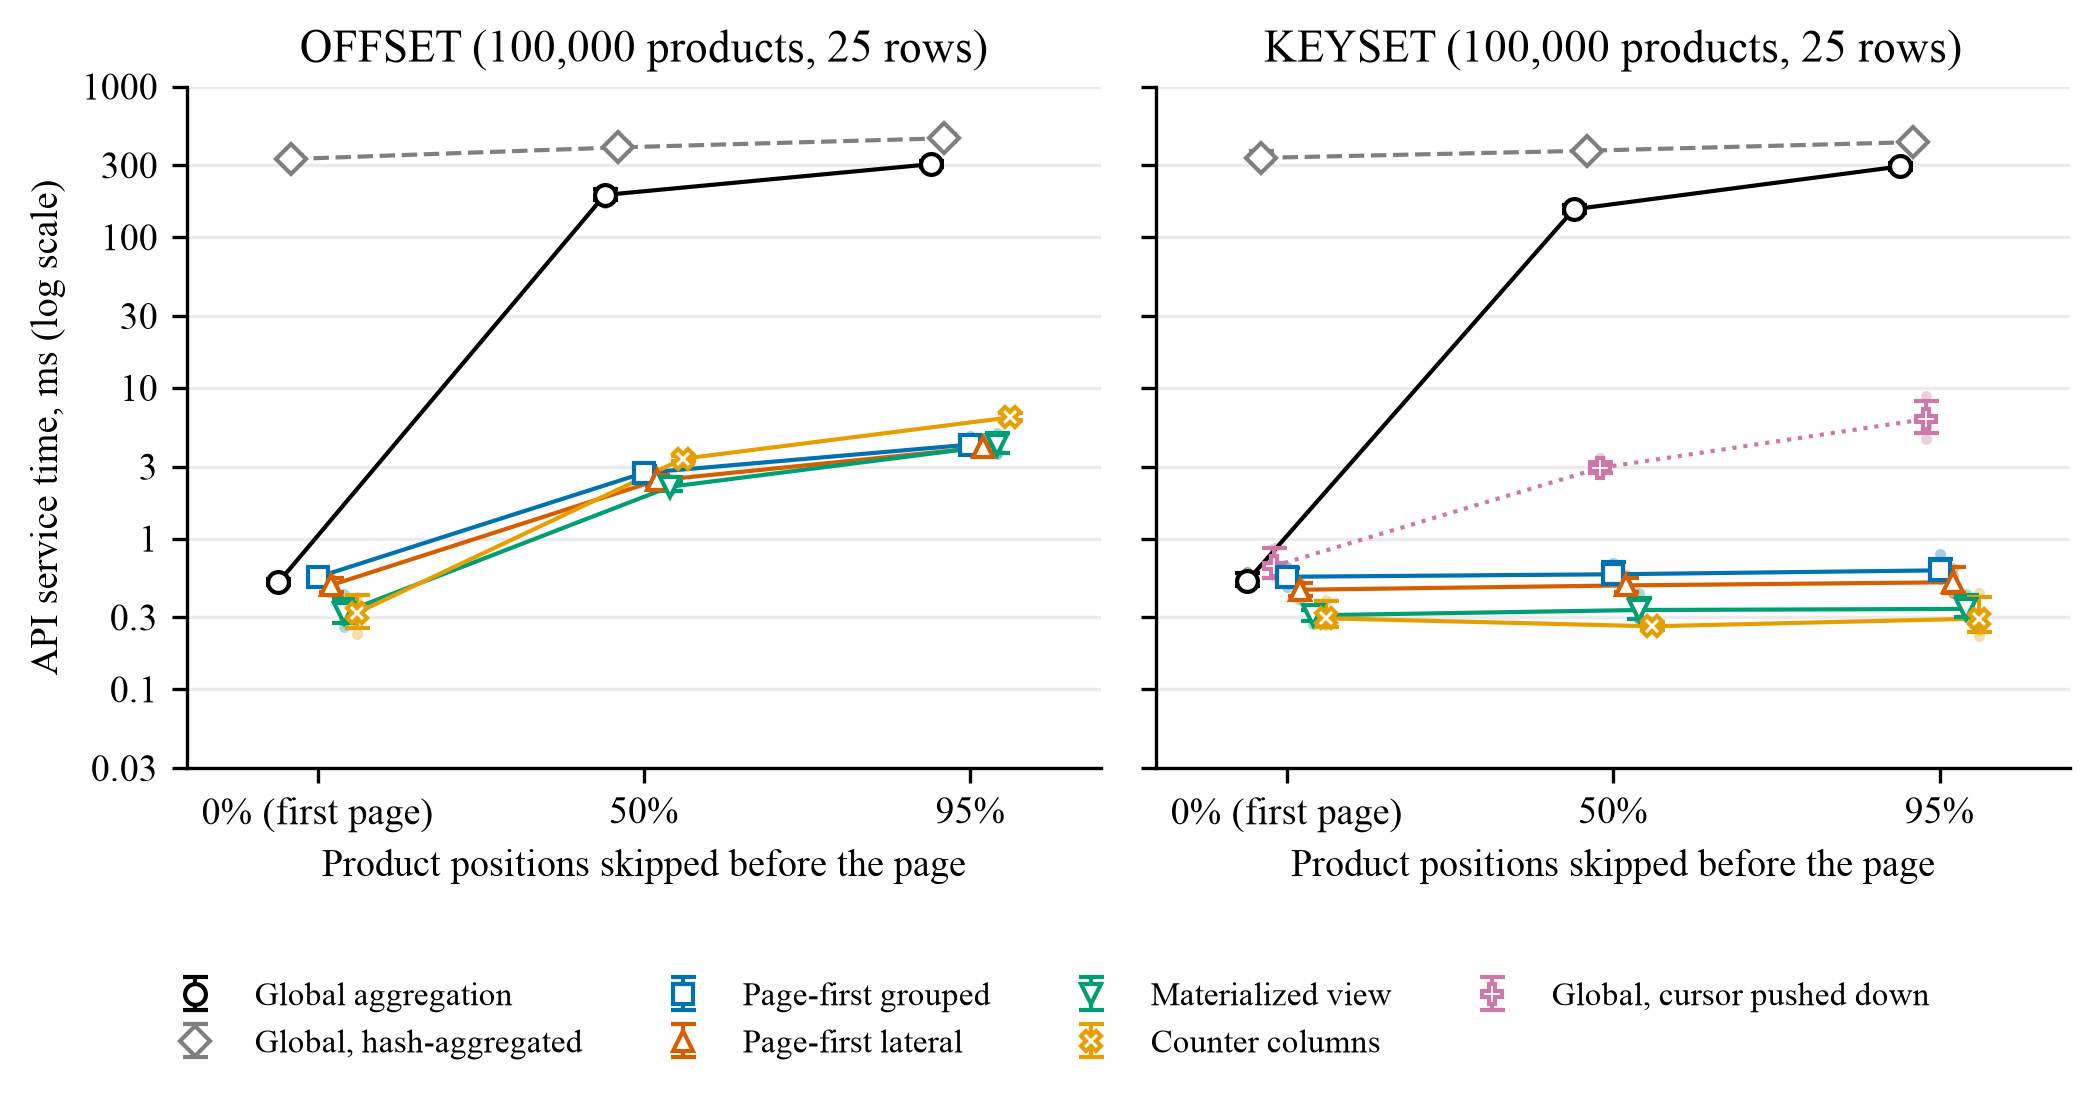 OFFSET (100,000 products, 25 rows)
KEYSET (100,000 products, 25 rows)
API service time, ms (log scale)
1000
300
100
30
10
3
1
0.3
0.1
0.03
0% (first page)
50%
95%
Product positions skipped before the page
0% (first page)
50%
95%
Product positions skipped before the page
Global aggregation
Global, hash-aggregated
Page-first grouped
Page-first lateral
Materialized view
Counter columns
Global, cursor pushed down